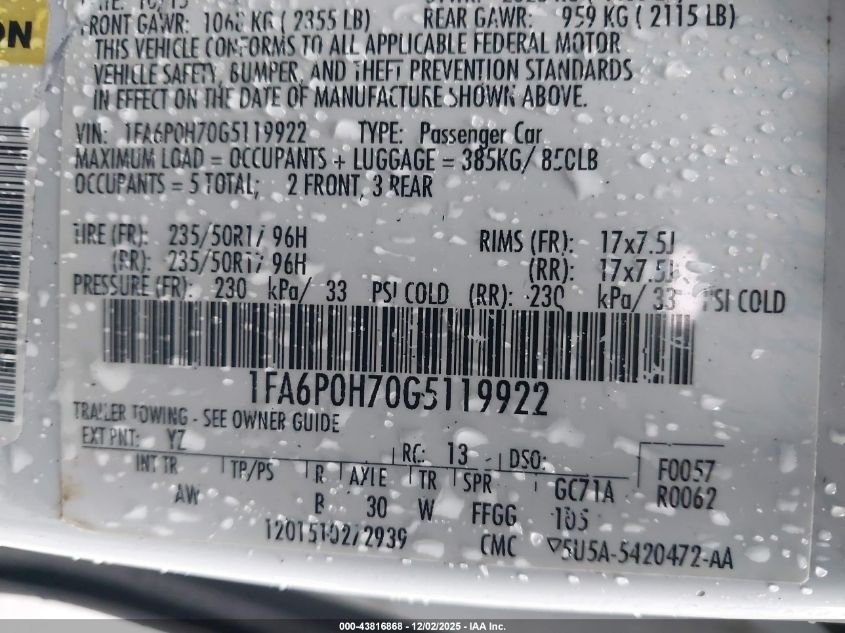 FRONT GAWR: 1068 KG ( 2355 LB) REAR GAWR: 959 KG ( 2115 LB)
THIS VEHICLE CONFORMS TO ALL APPLICABLE FEDERAL MOTOR
VEHICLE SAFETY, BUMPER, AND THEFT PREVENTION STANDARDS
IN EFFECT ON THE DATE OF MANUFACTURE SHOWN ABOVE.
VIN: 1FA6P0H70G5119922 TYPE: Passenger Car
MAXIMUM LOAD = OCCUPANTS + LUGGAGE = 385KG/ 850LB
OCCUPANTS = 5 TOTAL; 2 FRONT, 3 REAR
TIRE (FR): 235/50R17 96H RIMS (FR): 17x7.5J
(RR): 235/50R17 96H (RR): 17x7.5J
PRESSURE (FR): 230 kPa/ 33 PSI COLD (RR): 230 kPa/ 33 PSI COLD
1FA6P0H70G5119922
TRAILER TOWING - SEE OWNER GUIDE
EXT PNT: YZ RC: 13 DSO:
INT TR TP/PS R AXLE TR SPR GC71A F0057
AW B 30 W FFGG 105 R0062
12015102/2939 CMC 5U5A-5420472-AA
000-43816868 - 12/02/2025 - IAA Inc.